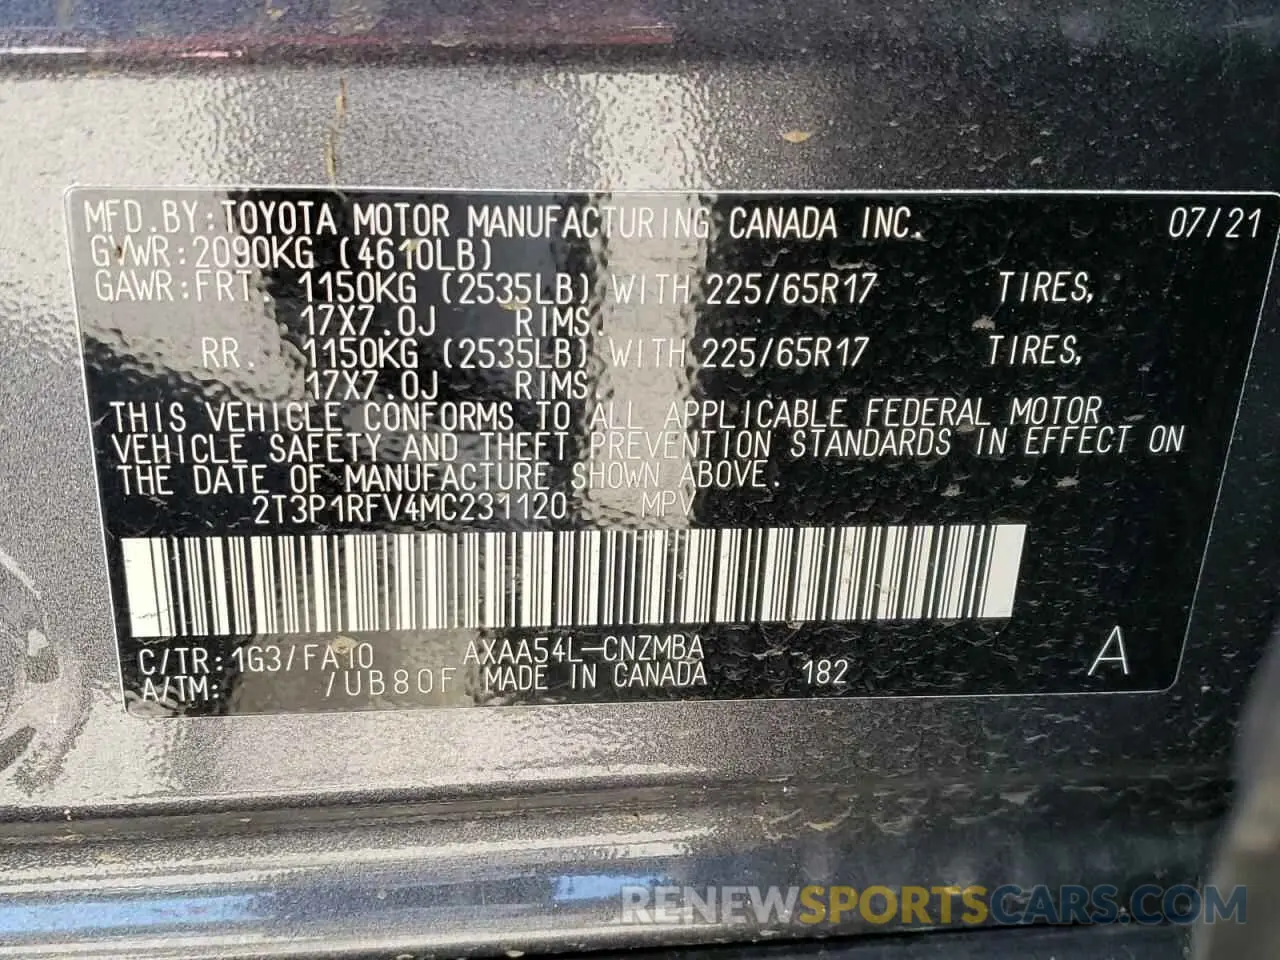 MFD.BY:TOYOTA MOTOR MANUFACTURING CANADA INC. 07/21
GVWR:2090KG (4610LB)
GAWR:FRT. 1150KG (2535LB) WITH 225/65R17 TIRES,
17X7.0J RIMS.
RR. 1150KG (2535LB) WITH 225/65R17 TIRES,
17X7.0J RIMS.
THIS VEHICLE CONFORMS TO ALL APPLICABLE FEDERAL MOTOR
VEHICLE SAFETY AND THEFT PREVENTION STANDARDS IN EFFECT ON
THE DATE OF MANUFACTURE SHOWN ABOVE.
2T3P1RFV4MC231120 MPV
C/TR:1G3/FA10 AXAA54L-CNZMBA
A/TM: /UB80F MADE IN CANADA 182 A
RENEWSPORTSCARS.COM